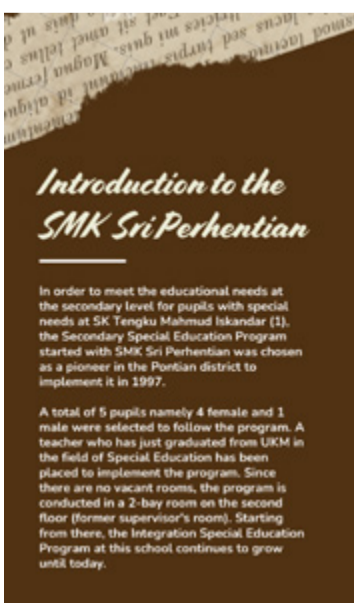 Introduction to the
SMK Sri Perhentian
In order to meet the educational needs at
the secondary level for pupils with special
needs at SK Tengku Mahmud Iskandar (1),
the Secondary Special Education Program
started with SMK Sri Perhentian was chosen
as a pioneer in the Pontian district to
implement it in 1997.
A total of 5 pupils namely 4 female and 1
male were selected to follow the program. A
teacher who has just graduated from UKM in
the field of Special Education has been
placed to implement the program. Since
there are no vacant rooms, the program is
conducted in a 2-bay room on the second
floor (former supervisor's room). Starting
from there, the Integration Special Education
Program at this school continues to grow
until today.